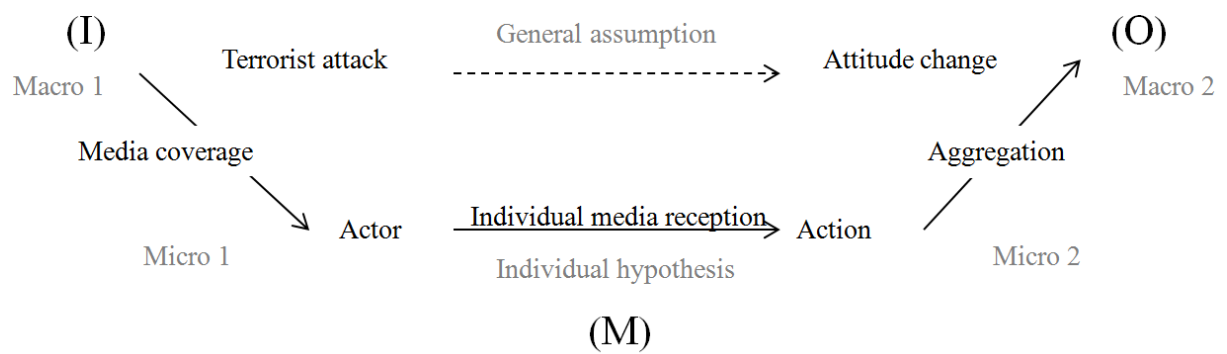 (I)
General assumption
(O)
Terrorist attack
Attitude change
Macro 1
Macro 2
Media coverage
Aggregation
Actor
Individual media reception
Action
Micro 1
Individual hypothesis
Micro 2
(M)